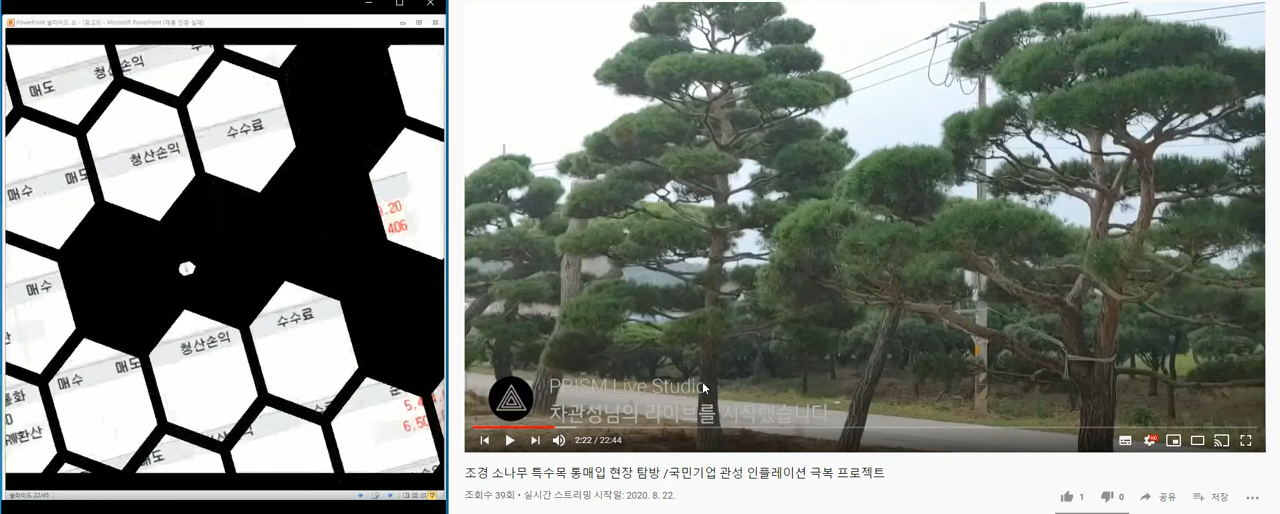 PowerPoint 슬라이드 쇼 - [광고3] - Microsoft PowerPoint (제품 인증 실패)
청산손익
매도
수수료
청산손익
매수
매도
.20
406
매수
수수료
청산손익
매도
매수
환산
슬라이드 22/45
PRISM Live Studio
차관성님의 라이브를 시작했습니다
2:22 / 22:44
HD
조경 소나무 특수목 통매입 현장 탐방 /국민기업 관성 인플레이션 극복 프로젝트
조회수 39회 • 실시간 스트리밍 시작일: 2020. 8. 22.
1
0
공유
저장